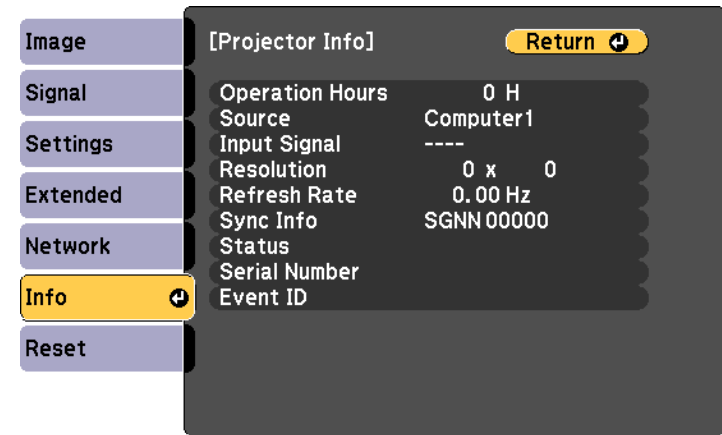 Image
Signal
Settings
Extended
Network
Info
Reset
[Projector Info]
Return
Operation Hours 0 H
Source Computer1
Input Signal ----
Resolution 0 x 0
Refresh Rate 0.00 Hz
Sync Info SGNN 00000
Status
Serial Number
Event ID